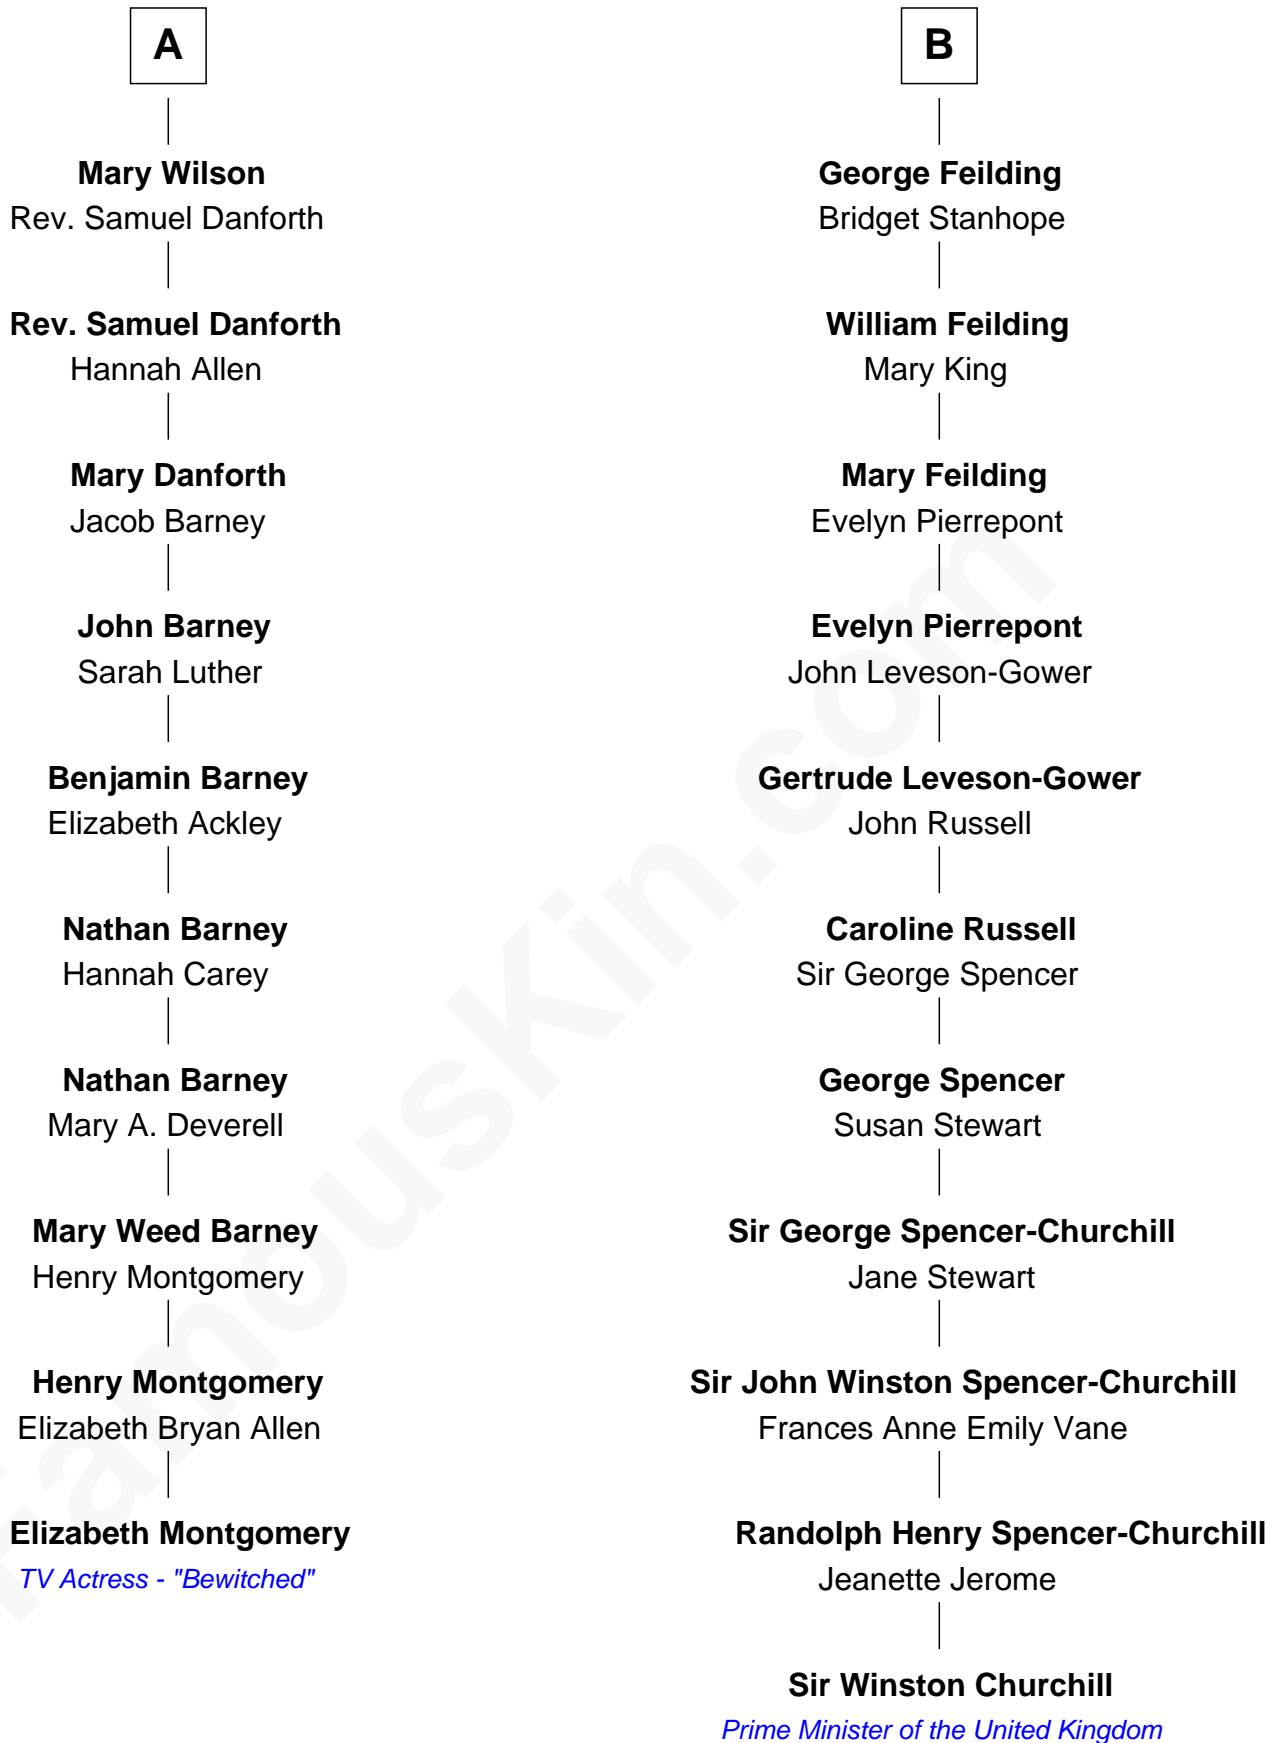 A
Mary Wilson
Rev. Samuel Danforth
Rev. Samuel Danforth
Hannah Allen
Mary Danforth
Jacob Barney
John Barney
Sarah Luther
Benjamin Barney
Elizabeth Ackley
Nathan Barney
Hannah Carey
Nathan Barney
Mary A. Deverell
Mary Weed Barney
Henry Montgomery
Henry Montgomery
Elizabeth Bryan Allen
Elizabeth Montgomery
TV Actress - "Bewitched"
B
George Feilding
Bridget Stanhope
William Feilding
Mary King
Mary Feilding
Evelyn Pierrepont
Evelyn Pierrepont
John Leveson-Gower
Gertrude Leveson-Gower
John Russell
Caroline Russell
Sir George Spencer
George Spencer
Susan Stewart
Sir George Spencer-Churchill
Jane Stewart
Sir John Winston Spencer-Churchill
Frances Anne Emily Vane
Randolph Henry Spencer-Churchill
Jeanette Jerome
Sir Winston Churchill
Prime Minister of the United Kingdom
FamousKin.com